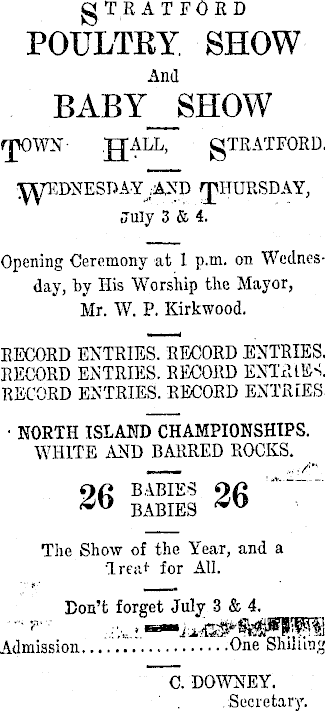 STRATFORD
POULTRY SHOW
And
BABY SHOW
TOWN HALL, STRATFORD.
WEDNESDAY AND THURSDAY,
July 3 & 4.
Opening Ceremony at 1 p.m. on Wednes-
day, by His Worship the Mayor,
Mr. W. P. Kirkwood.
RECORD ENTRIES. RECORD ENTRIES.
RECORD ENTRIES. RECORD ENTRIES.
RECORD ENTRIES. RECORD ENTRIES
NORTH ISLAND CHAMPIONSHIPS.
WHITE AND BARRED ROCKS.
26 BABIES 26
BABIES
The Show of the Year, and a
Treat for All.
Don't forget July 3 & 4.
Admission.................One Shilling
C. DOWNEY.
Secretary.